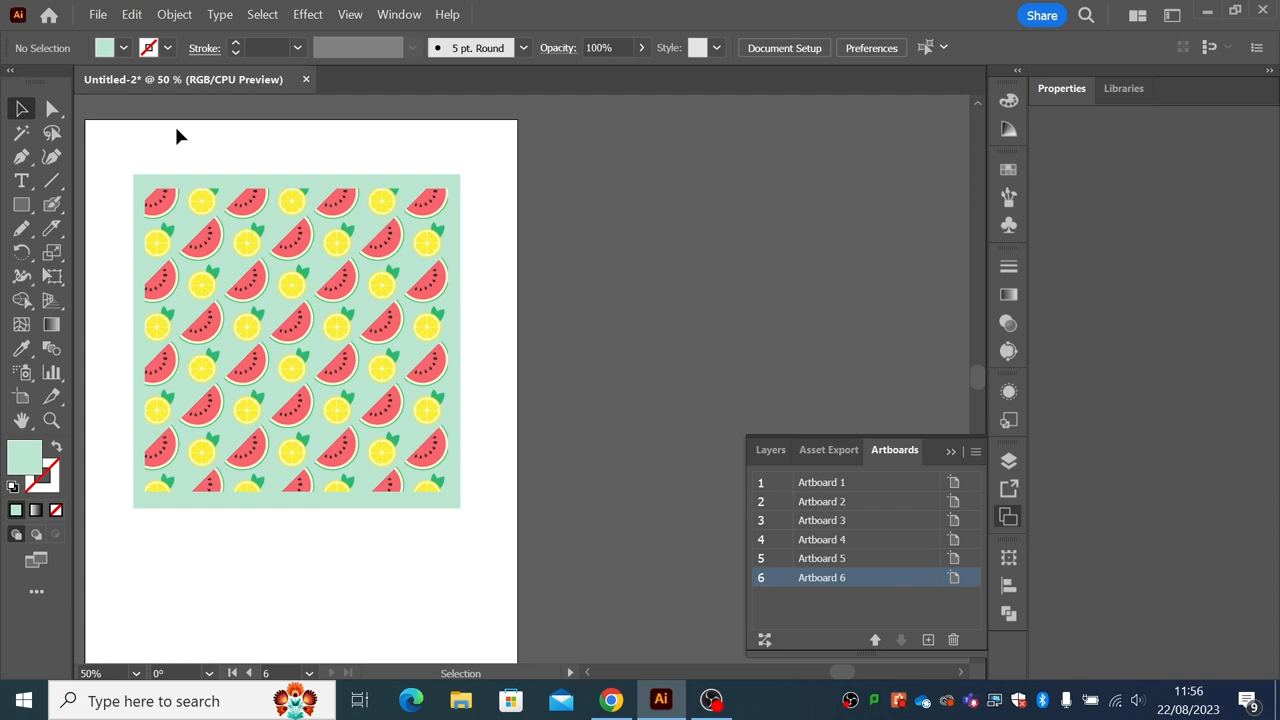 Ai File Edit Object Type Select Effect View Window Help Share
No Selection Stroke: 5 pt. Round Opacity: 100% Style: Document Setup Preferences
Untitled-2* @ 50 % (RGB/CPU Preview)
Properties Libraries
Layers Asset Export Artboards
1 Artboard 1
2 Artboard 2
3 Artboard 3
4 Artboard 4
5 Artboard 5
6 Artboard 6
50% 0° 6 Selection
Type here to search
Ai
11:56
22/08/2023
9